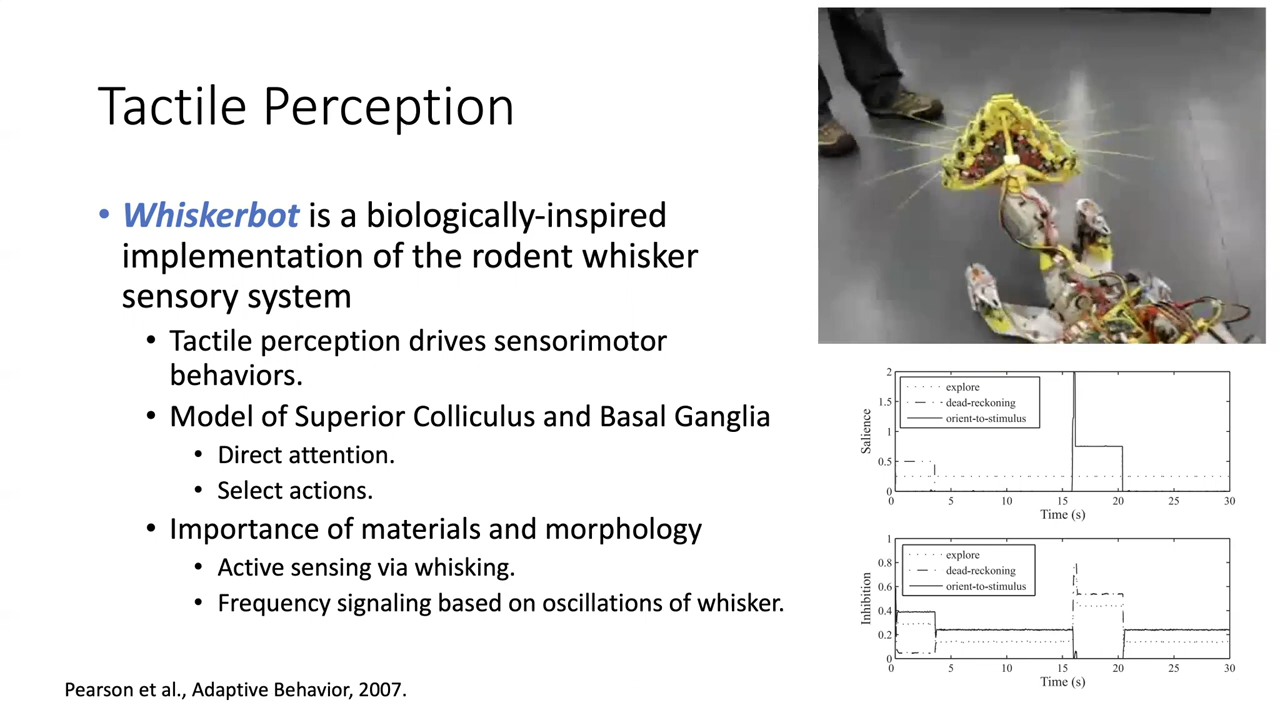 Tactile Perception
• Whiskerbot is a biologically-inspired
implementation of the rodent whisker
sensory system
• Tactile perception drives sensorimotor
behaviors.
• Model of Superior Colliculus and Basal Ganglia
• Direct attention.
• Select actions.
• Importance of materials and morphology
• Active sensing via whisking.
• Frequency signaling based on oscillations of whisker.
Pearson et al., Adaptive Behavior, 2007.
Salience
2
1.5
1
0.5
0
explore
dead-reckoning
orient-to-stimulus
0 5 10 15 20 25 30
Time (s)
Inhibition
1
0.8
0.6
0.4
0.2
0
explore
dead-reckoning
orient-to-stimulus
0 5 10 15 20 25 30
Time (s)